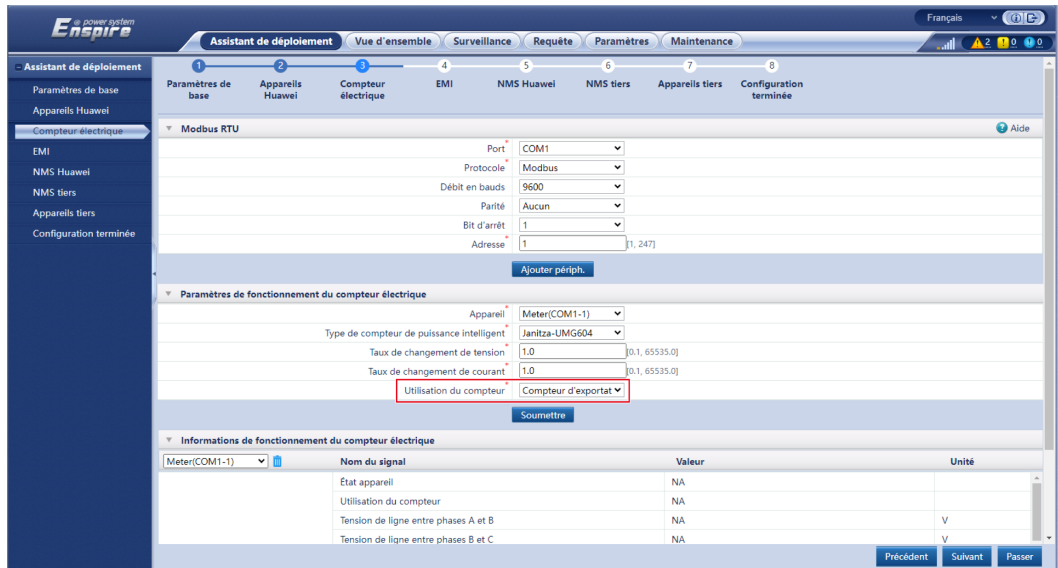 e power system
Enspire
Français
Assistant de déploiement Vue d'ensemble Surveillance Requête Paramètres Maintenance
2 0 0
Assistant de déploiement
Paramètres de base
Appareils Huawei
Compteur électrique
EMI
NMS Huawei
NMS tiers
Appareils tiers
Configuration terminée
1 2 3 4 5 6 7 8
Paramètres de base Appareils Huawei Compteur électrique EMI NMS Huawei NMS tiers Appareils tiers Configuration terminée
Modbus RTU Aide
Port * COM1
Protocole * Modbus
Débit en bauds 9600
Parité Aucun
Bit d'arrêt 1
Adresse * 1 [1, 247]
Ajouter périph.
Paramètres de fonctionnement du compteur électrique
Appareil * Meter(COM1-1)
Type de compteur de puissance intelligent * Janitza-UMG604
Taux de changement de tension * 1.0 [0.1, 65535.0]
Taux de changement de courant * 1.0 [0.1, 65535.0]
Utilisation du compteur * Compteur d'exportat
Soumettre
Informations de fonctionnement du compteur électrique
Meter(COM1-1) Nom du signal Valeur Unité
État appareil NA
Utilisation du compteur NA
Tension de ligne entre phases A et B NA V
Tension de ligne entre phases B et C NA V
Précédent Suivant Passer